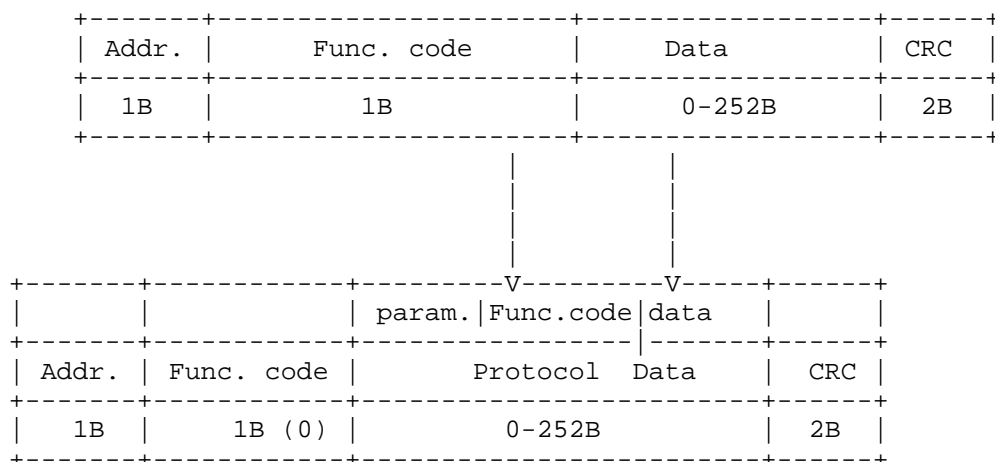 Addr. | Func. code | Data | CRC
1B | 1B | 0-252B | 2B
param.|Func.code|data
Addr. | Func. code | Protocol Data | CRC
1B | 1B (0) | 0-252B | 2B